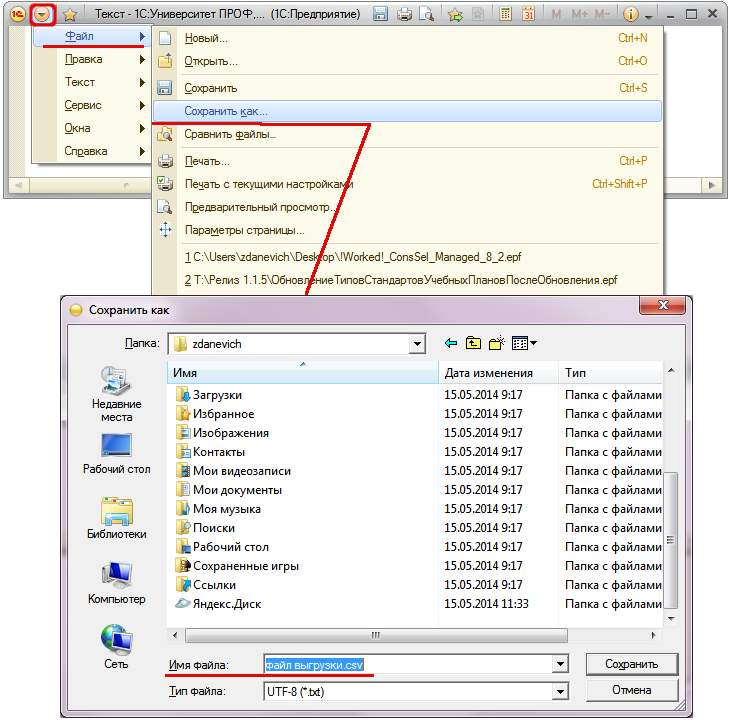 Текст - 1С:Университет ПРОФ,... (1С:Предприятие) M M+ M-
Файл
Правка
Текст
Сервис
Окна
Справка
Новый... Ctrl+N
Открыть... Ctrl+O
Сохранить Ctrl+S
Сохранить как...
Сравнить файлы...
Печать... Ctrl+P
Печать с текущими настройками Ctrl+Shift+P
Предварительный просмотр...
Параметры страницы...
1 C:\Users\zdanevich\Desktop\!Worked!_ConsSel_Managed_8_2.epf
2 T:\Релиз 1.1.5\ОбновлениеТиповСтандартовУчебныхПлановПослеОбновления.epf
Сохранить как
Папка: zdanevich
Имя Дата изменения Тип
Загрузки 15.05.2014 9:17 Папка с файлами
Избранное 15.05.2014 9:17 Папка с файлами
Изображения 15.05.2014 9:17 Папка с файлами
Контакты 15.05.2014 9:17 Папка с файлами
Мои видеозаписи 15.05.2014 9:17 Папка с файлами
Мои документы 15.05.2014 9:17 Папка с файлами
Моя музыка 15.05.2014 9:17 Папка с файлами
Поиски 15.05.2014 9:17 Папка с файлами
Рабочий стол 15.05.2014 9:17 Папка с файлами
Сохраненные игры 15.05.2014 9:17 Папка с файлами
Ссылки 15.05.2014 9:17 Папка с файлами
Яндекс.Диск 15.05.2014 11:33 Папка с файлами
Недавние
места
Рабочий стол
Библиотеки
Компьютер
Сеть
Имя файла: файл выгрузки.csv Сохранить
Тип файла: UTF-8 (*.txt) Отмена